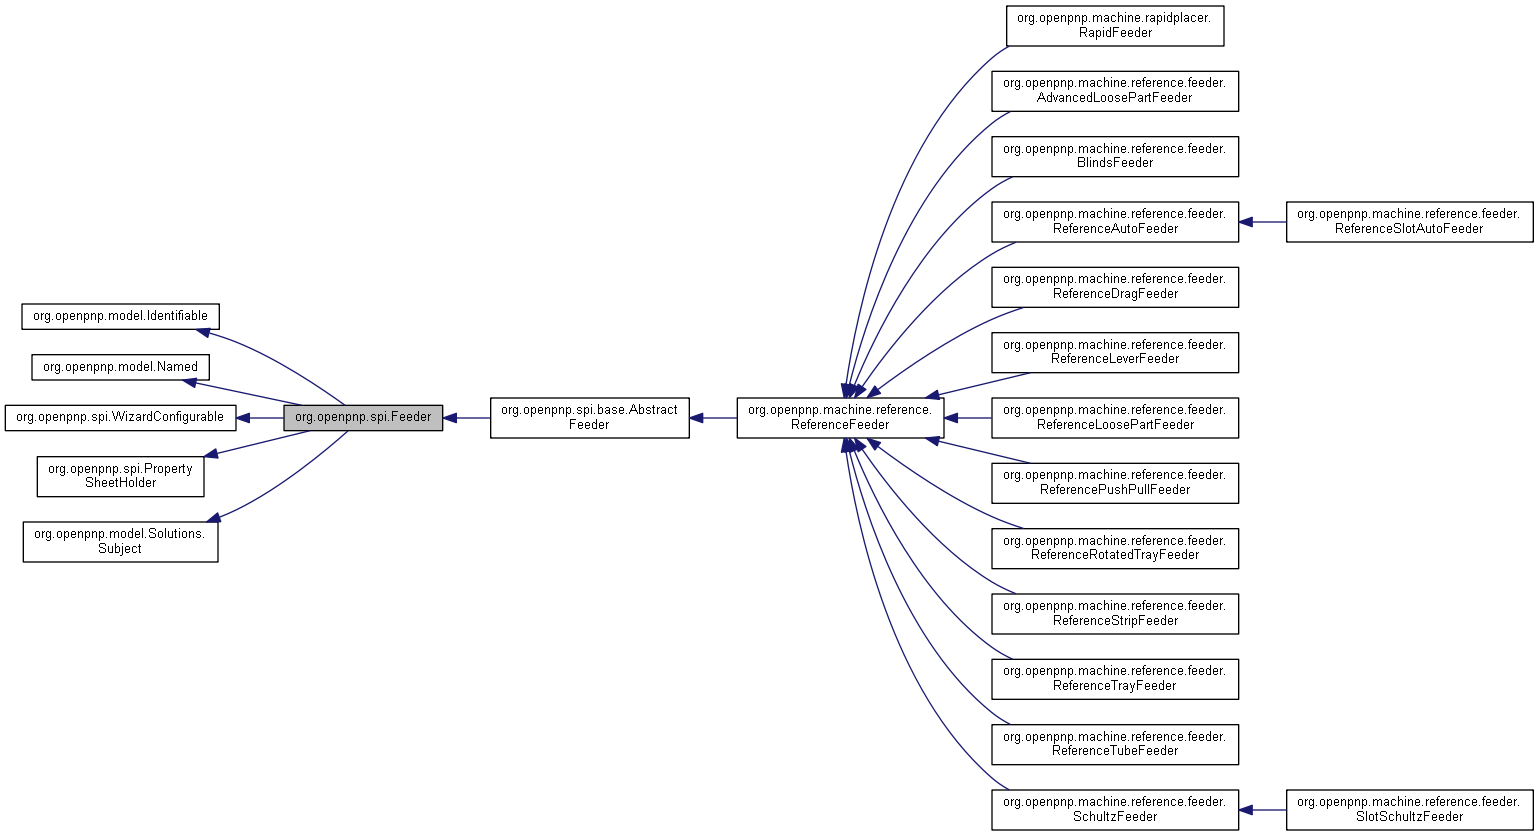 org.openpnp.model.Identifiable
org.openpnp.model.Named
org.openpnp.spi.WizardConfigurable
org.openpnp.spi.Property
SheetHolder
org.openpnp.model.Solutions.
Subject
org.openpnp.spi.Feeder
org.openpnp.spi.base.Abstract
Feeder
org.openpnp.machine.reference.
ReferenceFeeder
org.openpnp.machine.rapidplacer.
RapidFeeder
org.openpnp.machine.reference.feeder.
AdvancedLoosePartFeeder
org.openpnp.machine.reference.feeder.
BlindsFeeder
org.openpnp.machine.reference.feeder.
ReferenceAutoFeeder
org.openpnp.machine.reference.feeder.
ReferenceSlotAutoFeeder
org.openpnp.machine.reference.feeder.
ReferenceDragFeeder
org.openpnp.machine.reference.feeder.
ReferenceLeverFeeder
org.openpnp.machine.reference.feeder.
ReferenceLoosePartFeeder
org.openpnp.machine.reference.feeder.
ReferencePushPullFeeder
org.openpnp.machine.reference.feeder.
ReferenceRotatedTrayFeeder
org.openpnp.machine.reference.feeder.
ReferenceStripFeeder
org.openpnp.machine.reference.feeder.
ReferenceTrayFeeder
org.openpnp.machine.reference.feeder.
ReferenceTubeFeeder
org.openpnp.machine.reference.feeder.
SchultzFeeder
org.openpnp.machine.reference.feeder.
SlotSchultzFeeder